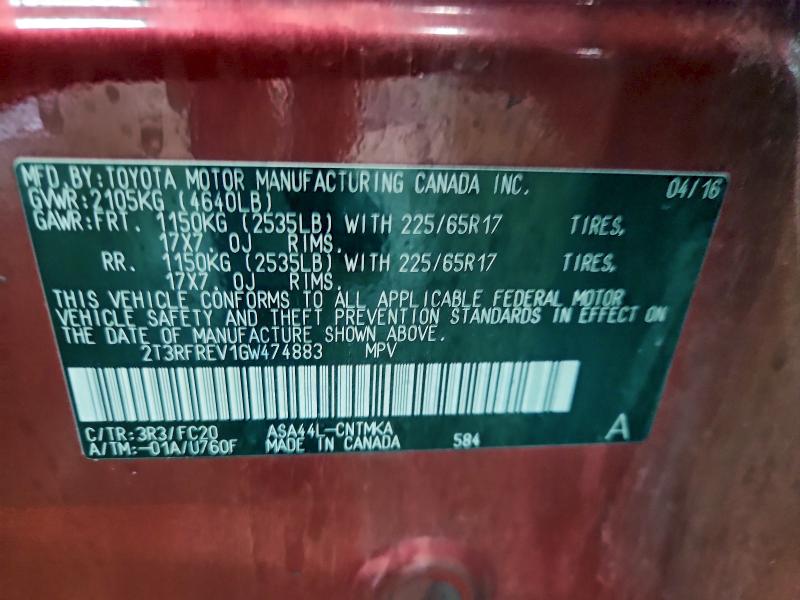 MFD.BY:TOYOTA MOTOR MANUFACTURING CANADA INC. 04/16
GVWR:2105KG (4640LB)
GAWR:FRT. 1150KG (2535LB) WITH 225/65R17 TIRES,
17X7.0J RIMS.
RR. 1150KG (2535LB) WITH 225/65R17 TIRES,
17X7.0J RIMS.
THIS VEHICLE CONFORMS TO ALL APPLICABLE FEDERAL MOTOR
VEHICLE SAFETY AND THEFT PREVENTION STANDARDS IN EFFECT ON
THE DATE OF MANUFACTURE SHOWN ABOVE.
2T3RFREV1GW474883 MPV
C/TR:3R3/FC20 ASA44L-CNTMKA
A/TM:-01A/U760F MADE IN CANADA 584 A